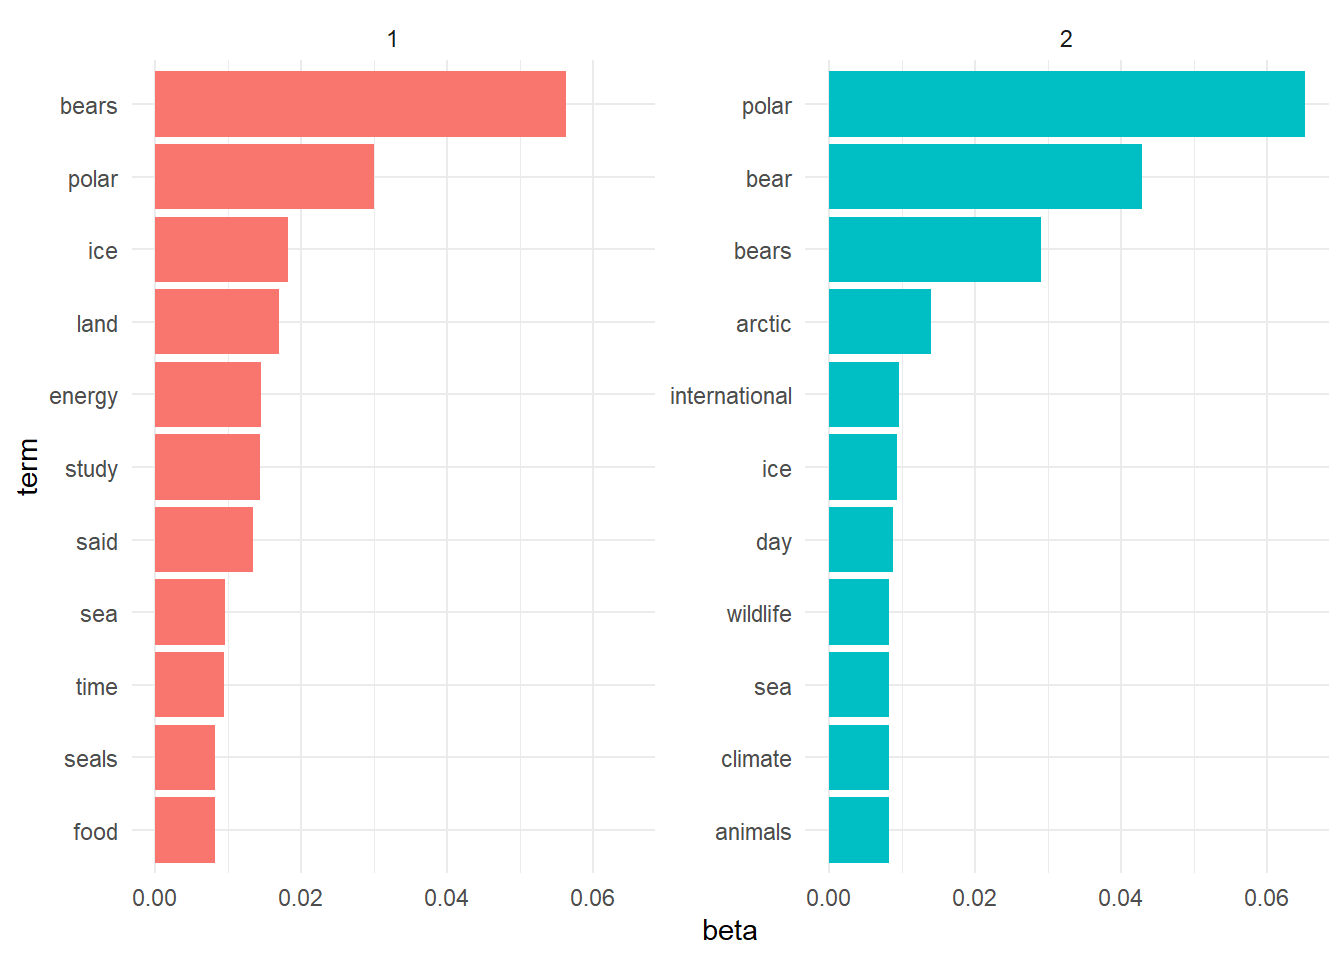 1
bears
polar
ice
land
energy
study
said
sea
time
seals
food
0.00 0.02 0.04 0.06
2
polar
bear
bears
arctic
international
ice
day
wildlife
sea
climate
animals
0.00 0.02 0.04 0.06
term
beta